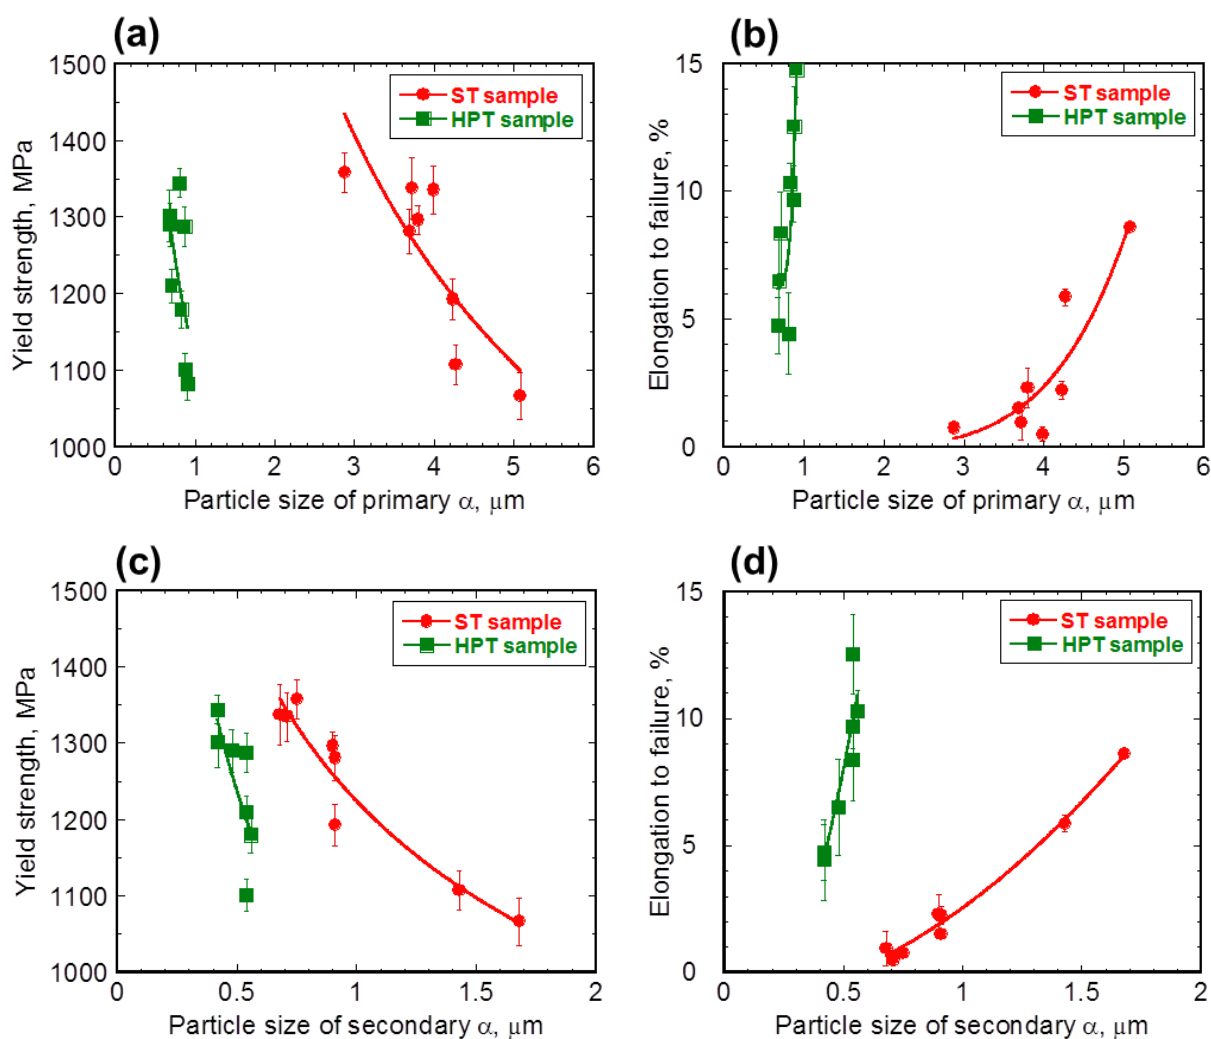 (a)
Yield strength, MPa
1500
1400
1300
1200
1100
1000
0 1 2 3 4 5 6
Particle size of primary α, μm
ST sample
HPT sample
(b)
Elongation to failure, %
15
10
5
0
0 1 2 3 4 5 6
Particle size of primary α, μm
ST sample
HPT sample
(c)
Yield strength, MPa
1500
1400
1300
1200
1100
1000
0 0.5 1 1.5 2
Particle size of secondary α, μm
ST sample
HPT sample
(d)
Elongation to failure, %
15
10
5
0
0 0.5 1 1.5 2
Particle size of secondary α, μm
ST sample
HPT sample